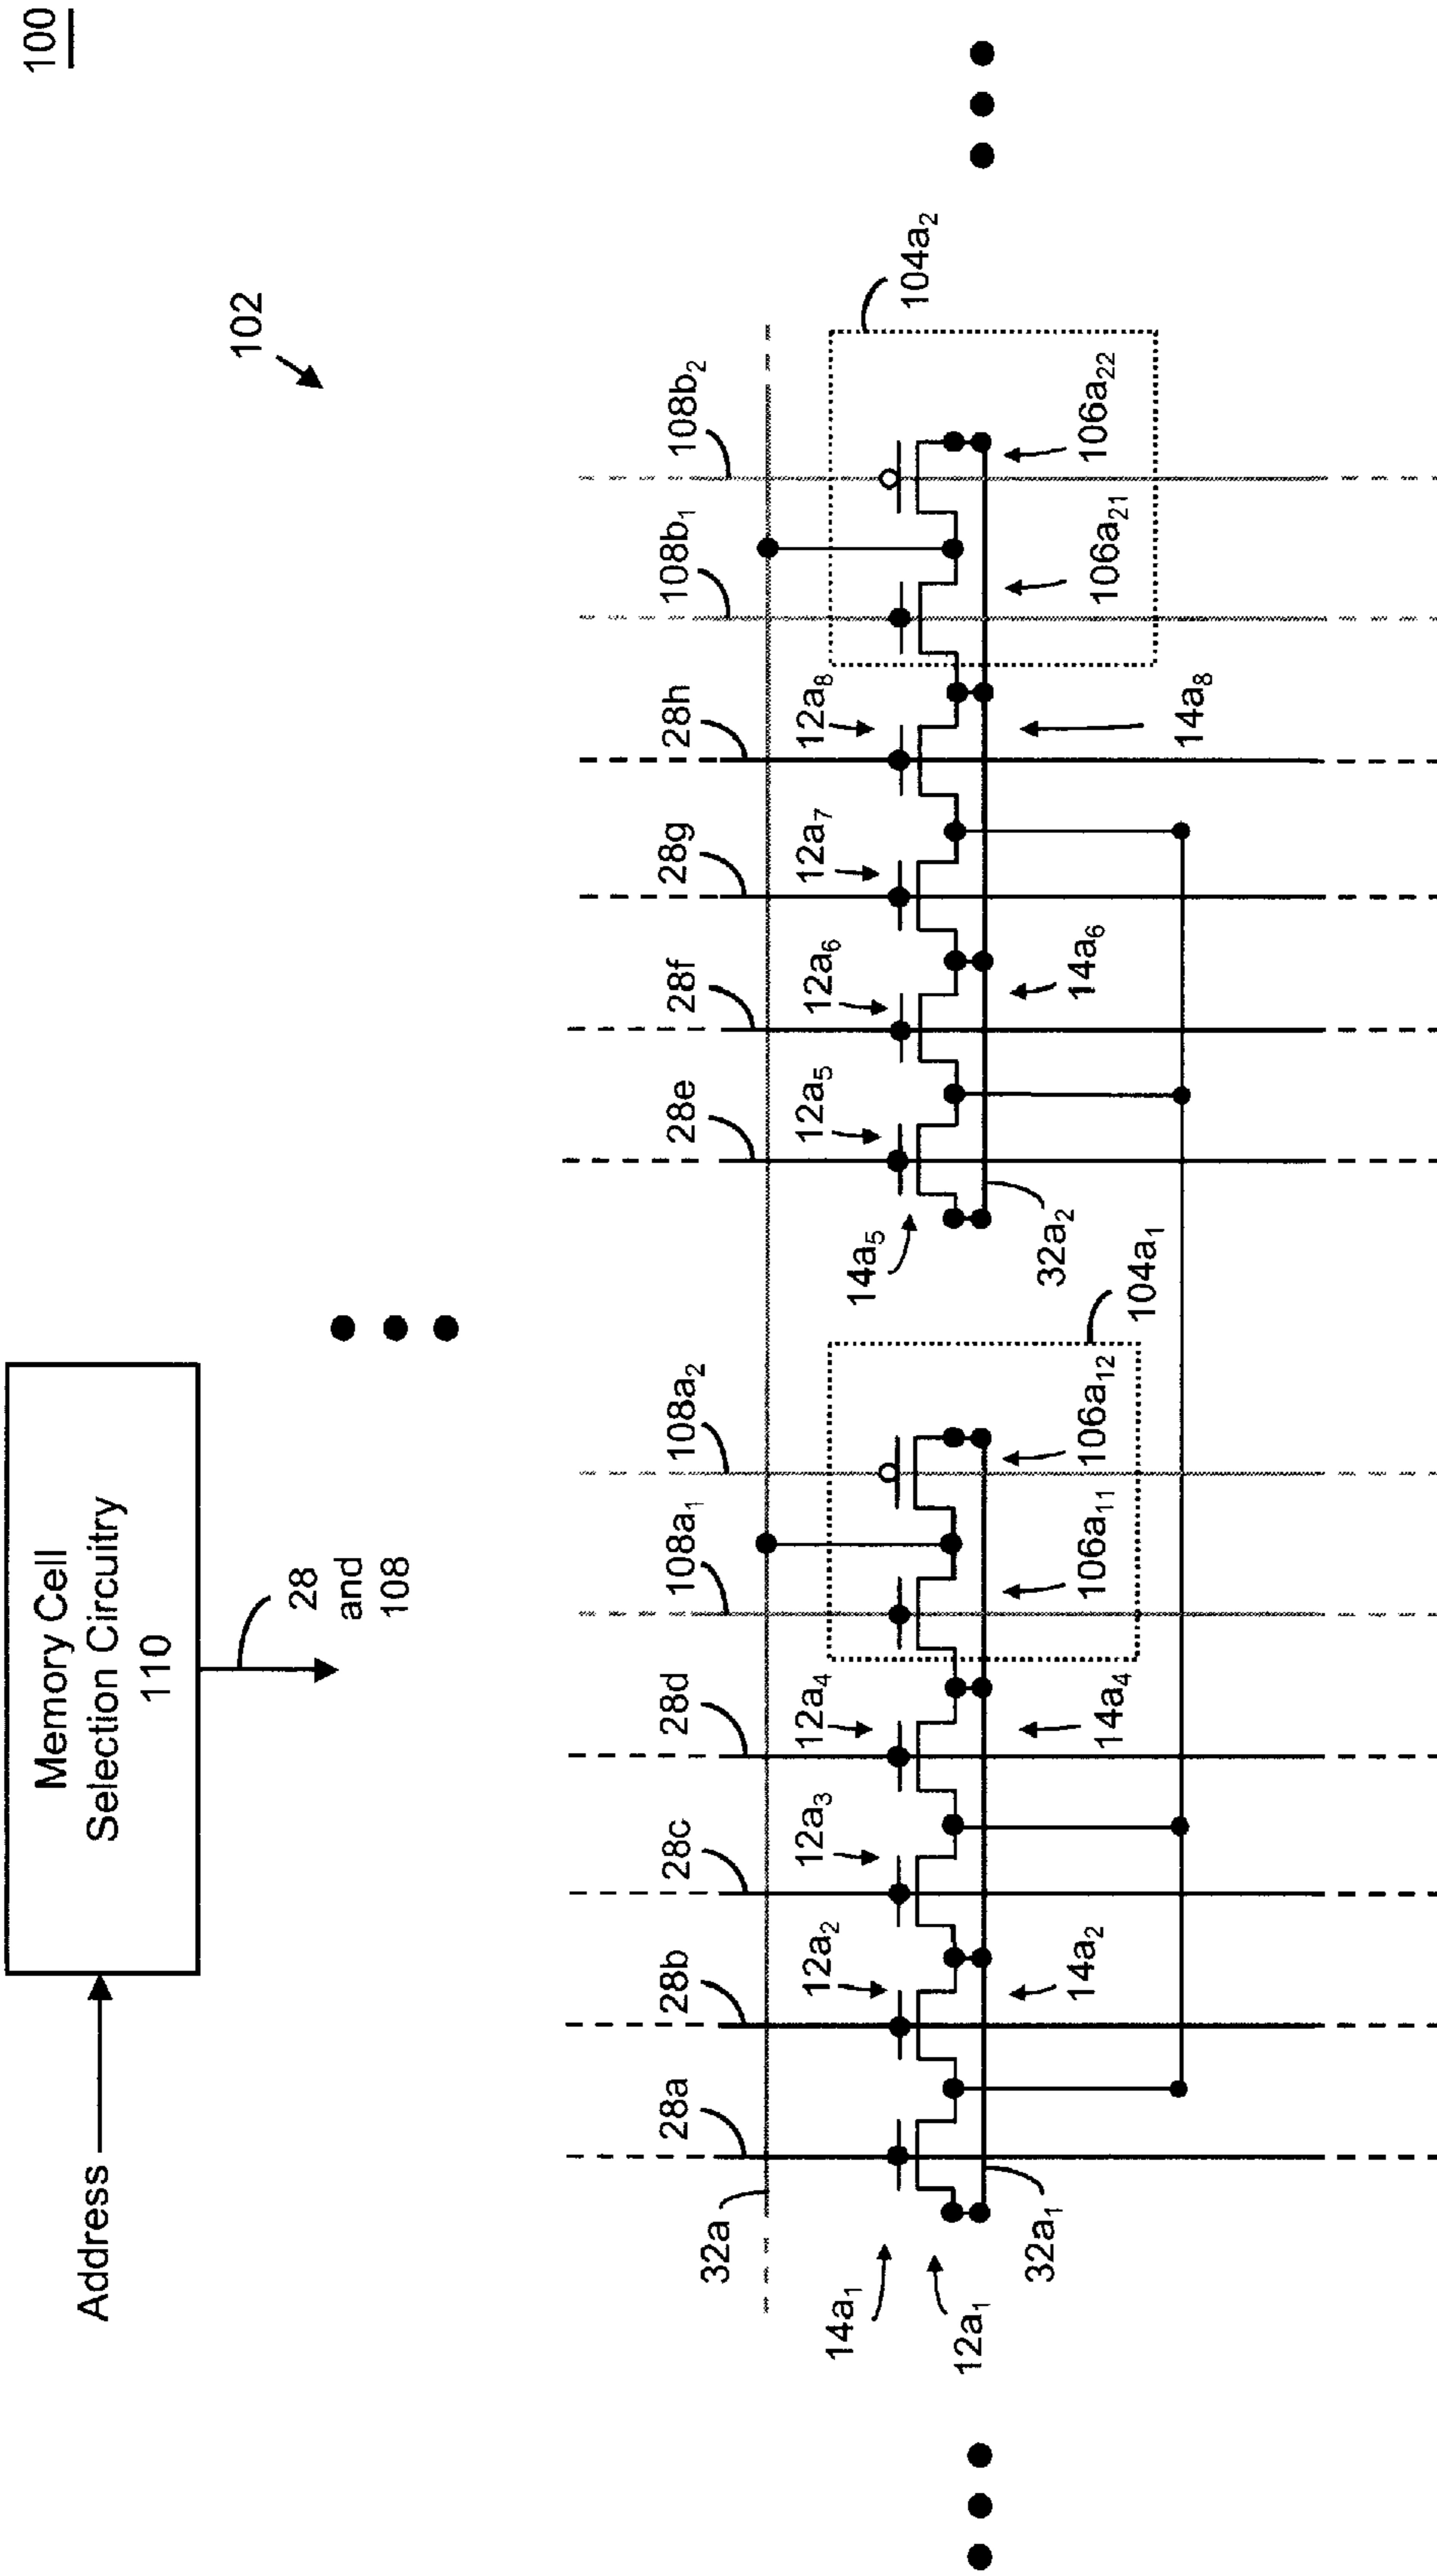 100
Address
Memory Cell
Selection Circuitry
110
28
and
108
102
32a
28a
28b
28c
28d
108a₁
108a₂
28e
28f
28g
28h
108b₁
108b₂
14a₁
12a₁
12a₂
12a₃
12a₄
14a₅
12a₅
12a₆
12a₇
12a₈
104a₂
32a₁
14a₂
14a₄
106a₁₁
106a₁₂
104a₁
32a₂
14a₆
14a₈
106a₂₁
106a₂₂